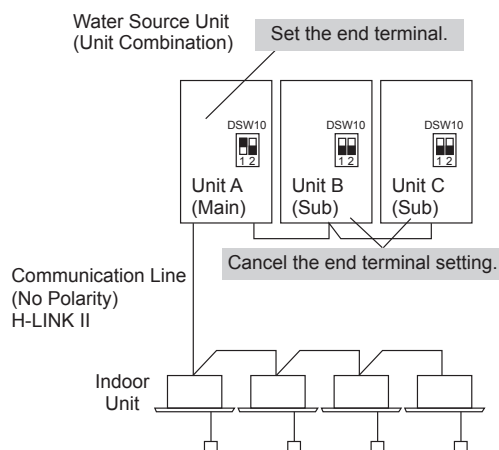 Water Source Unit
(Unit Combination)
Set the end terminal.
DSW10
1 2
Unit A
(Main)
DSW10
1 2
Unit B
(Sub)
DSW10
1 2
Unit C
(Sub)
Cancel the end terminal setting.
Communication Line
(No Polarity)
H-LINK II
Indoor
Unit